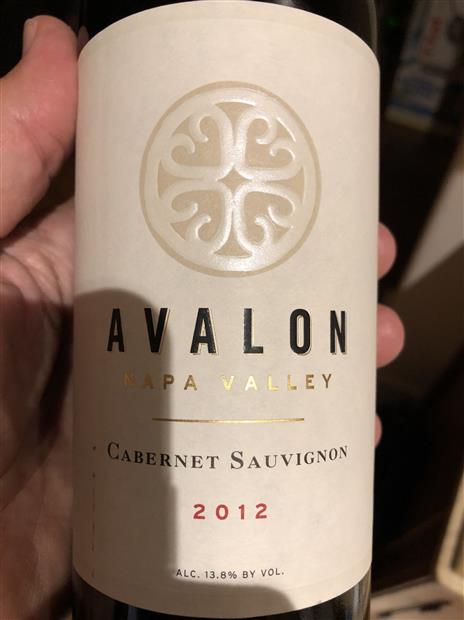 AVALON
NAPA VALLEY
CABERNET SAUVIGNON
2012
ALC. 13.8% BY VOL.